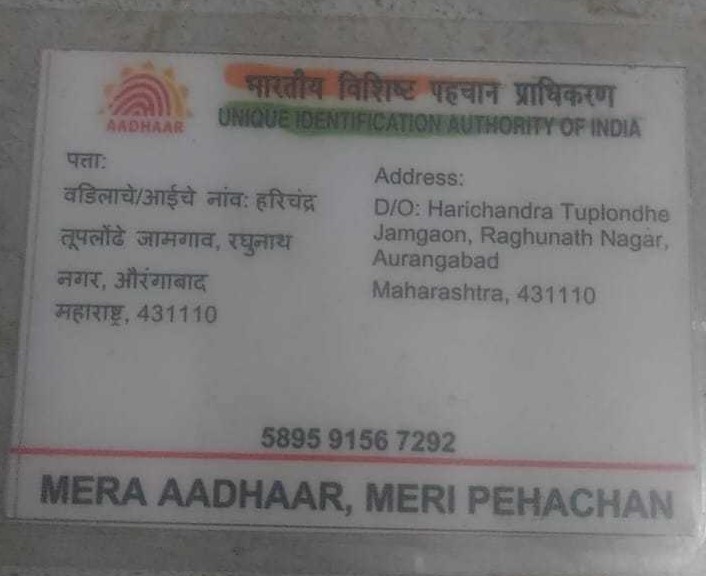 भारतीय विशिष्ट पहचान प्राधिकरण
AADHAAR
UNIQUE IDENTIFICATION AUTHORITY OF INDIA
पत्ता:
वडिलाचे/आईचे नांव: हरिचंद्र
तूपलोंढे जामगाव, रघुनाथ
नगर, औरंगाबाद
महाराष्ट्र, 431110
Address:
D/O: Harichandra Tuplondhe
Jamgaon, Raghunath Nagar,
Aurangabad
Maharashtra, 431110
5895 9156 7292
MERA AADHAAR, MERI PEHACHAN